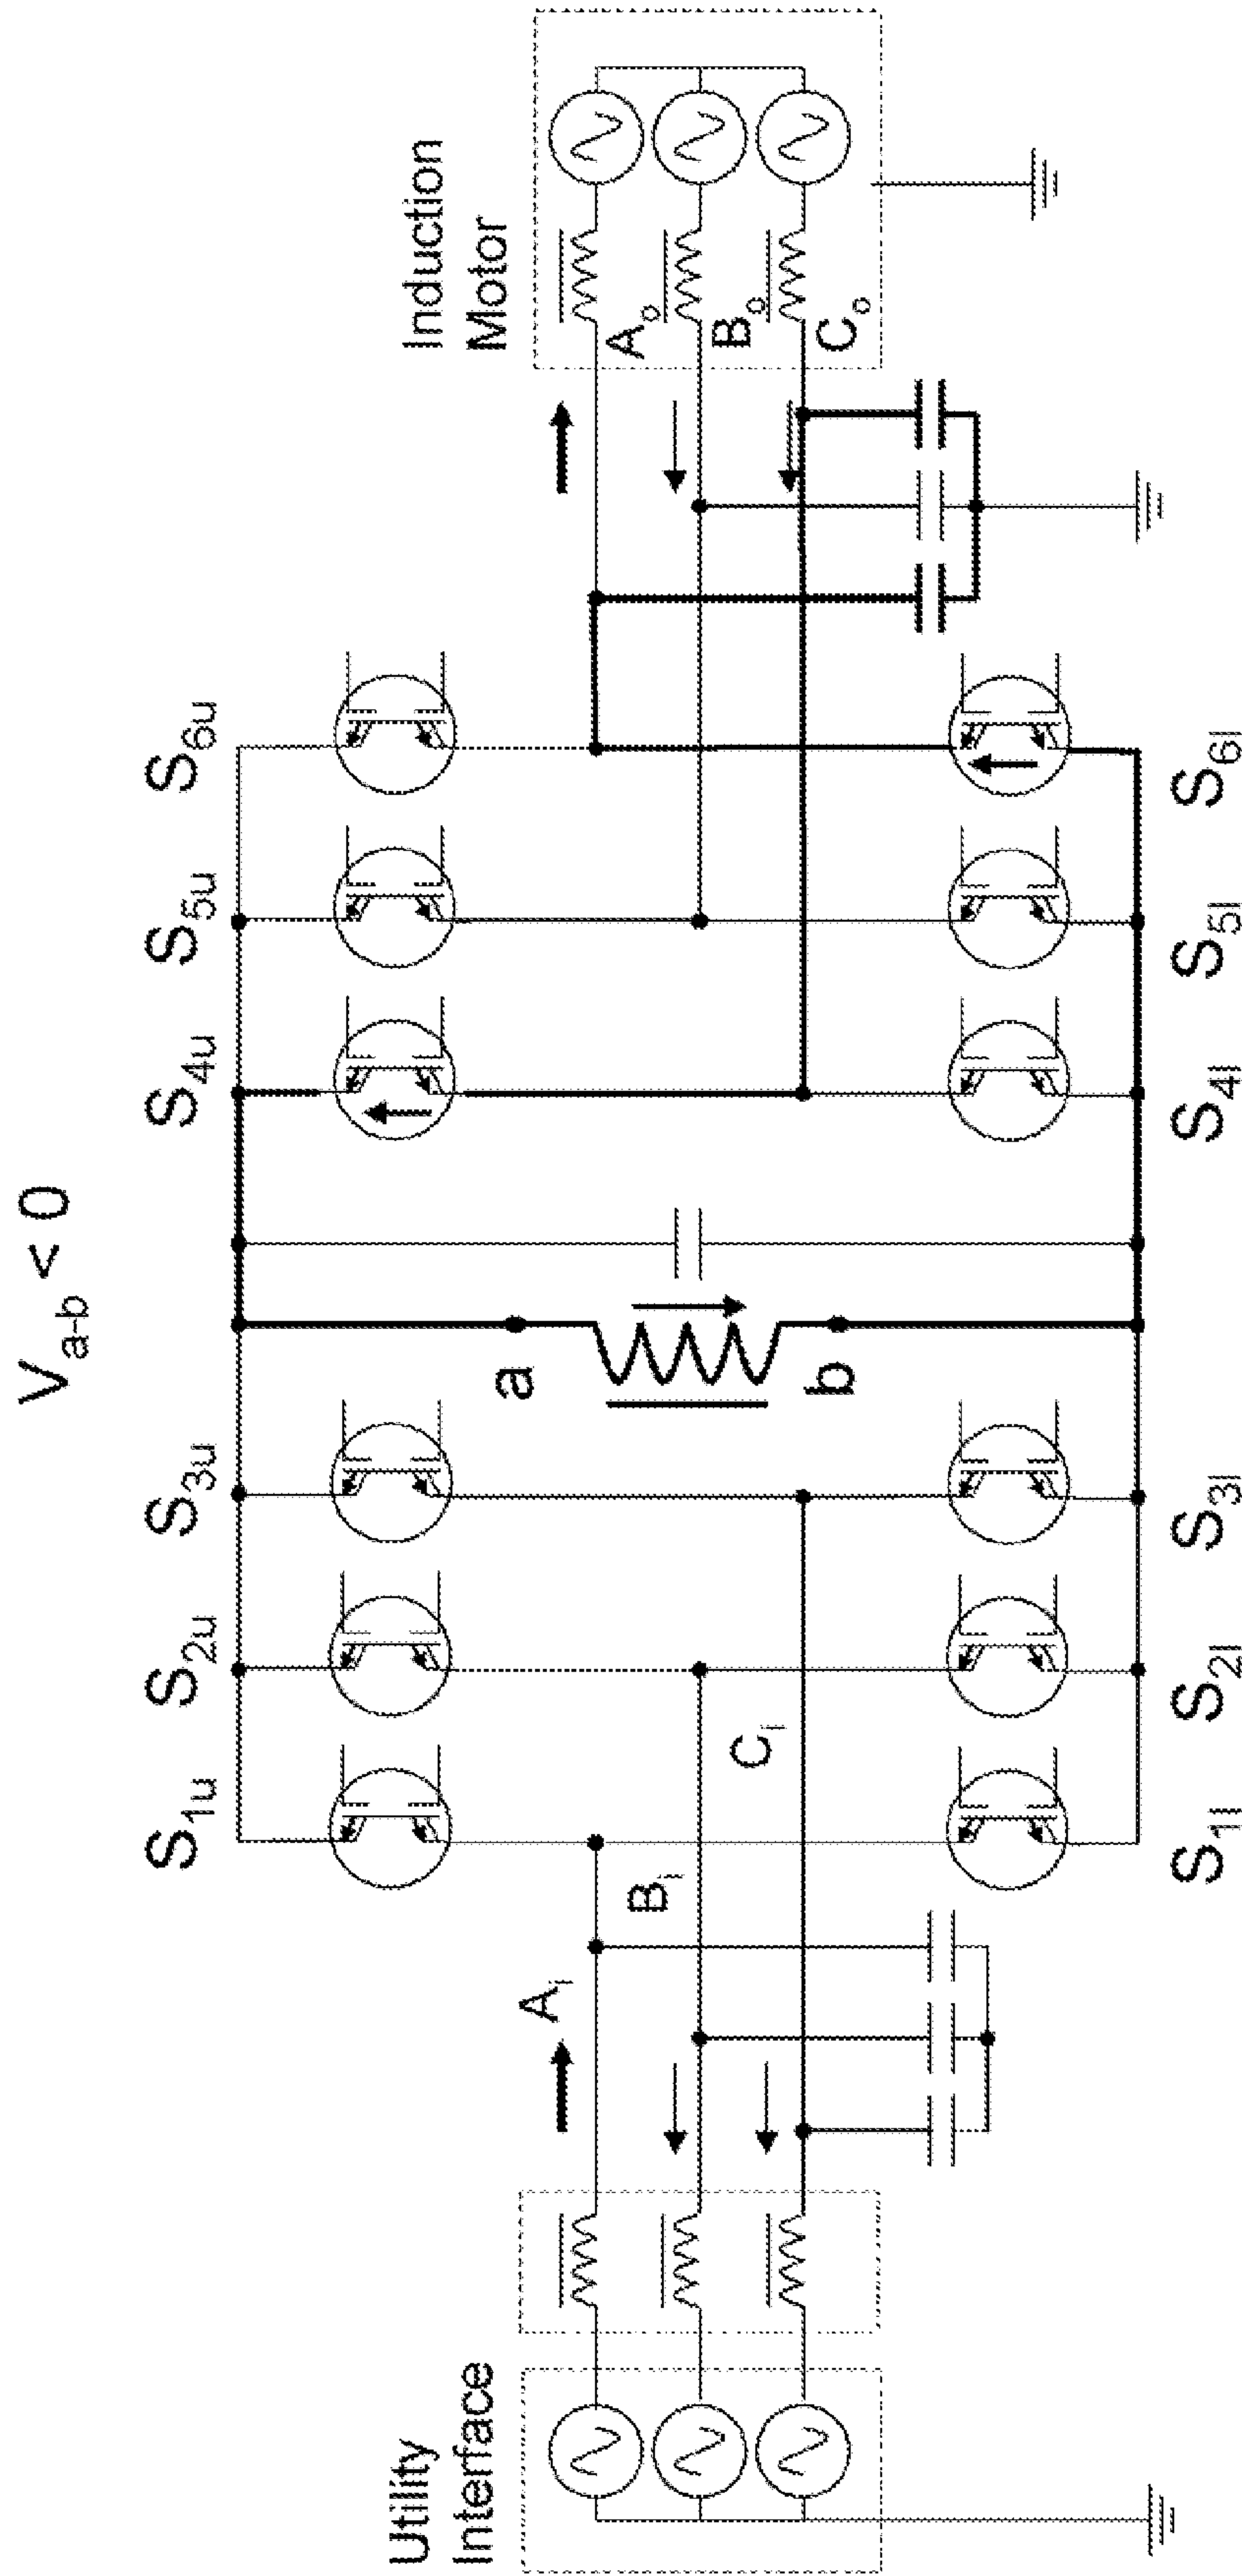 V_a-b < 0
S_1u
S_2u
S_3u
S_4u
S_5u
S_6u
Utility
Interface
A_i
B_i
C_i
a
b
Induction
Motor
A_o
B_o
C_o
S_1l
S_2l
S_3l
S_4l
S_5l
S_6l